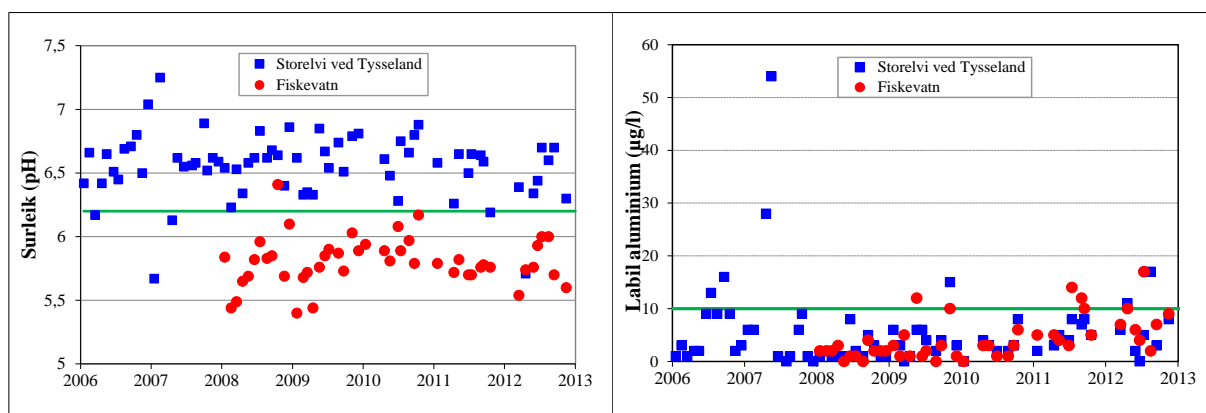 Surleik (pH)
7,5
7
6,5
6
5,5
5
Storelvi ved Tysseland
Fiskevatn
2006 2007 2008 2009 2010 2011 2012 2013
Labil aluminium (µg/l)
60
50
40
30
20
10
0
Storelvi ved Tysseland
Fiskevatn
2006 2007 2008 2009 2010 2011 2012 2013